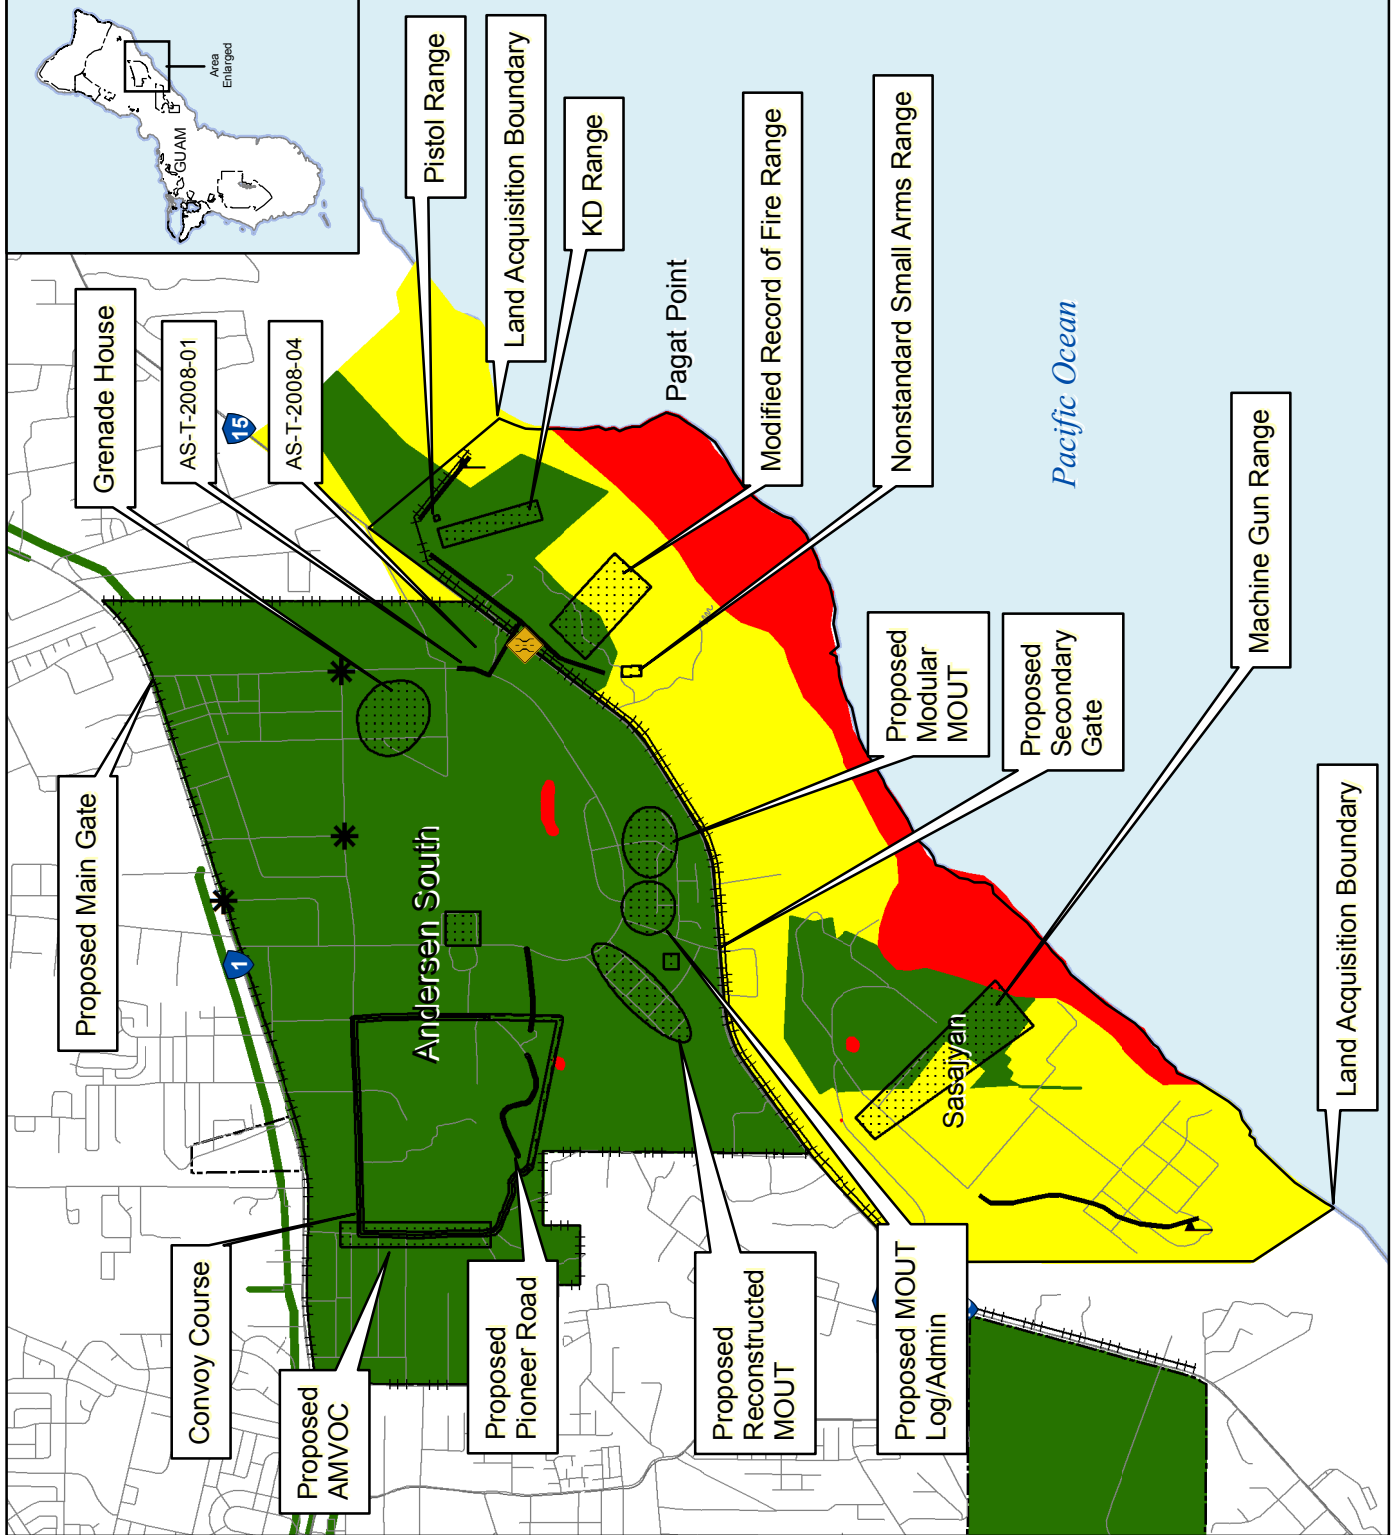 GUAM
Area
Enlarged
Pistol Range
Land Acquisition Boundary
KD Range
Grenade House
AS-T-2008-01
AS-T-2008-04
15
Pagat Point
Modified Record of Fire Range
Nonstandard Small Arms Range
Pacific Ocean
Machine Gun Range
Proposed Main Gate
Proposed
Modular
MOUT
Proposed
Secondary
Gate
1
Andersen South
Sasajyan
Land Acquisition Boundary
Convoy Course
Proposed
AMVOC
Proposed
Pioneer Road
Proposed
Reconstructed
MOUT
Proposed MOUT
Log/Admin